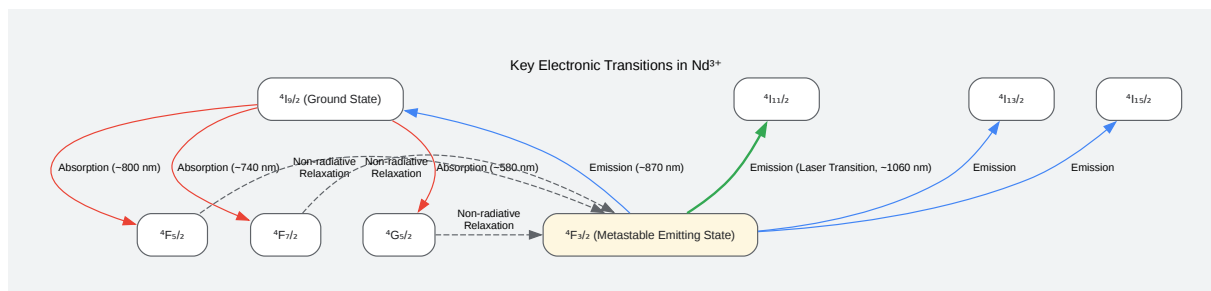 Key Electronic Transitions in Nd³⁺
⁴I₉/₂ (Ground State)
⁴I₁₁/₂
⁴I₁₃/₂
⁴I₁₅/₂
Absorption (~800 nm)
Absorption (~740 nm)
Non-radiative
Relaxation
Non-radiative
Relaxation
Absorption (~580 nm)
Emission (~870 nm)
Emission (Laser Transition, ~1060 nm)
Emission
Emission
Non-radiative
Relaxation
⁴F₅/₂
⁴F₇/₂
⁴G₅/₂
⁴F₃/₂ (Metastable Emitting State)